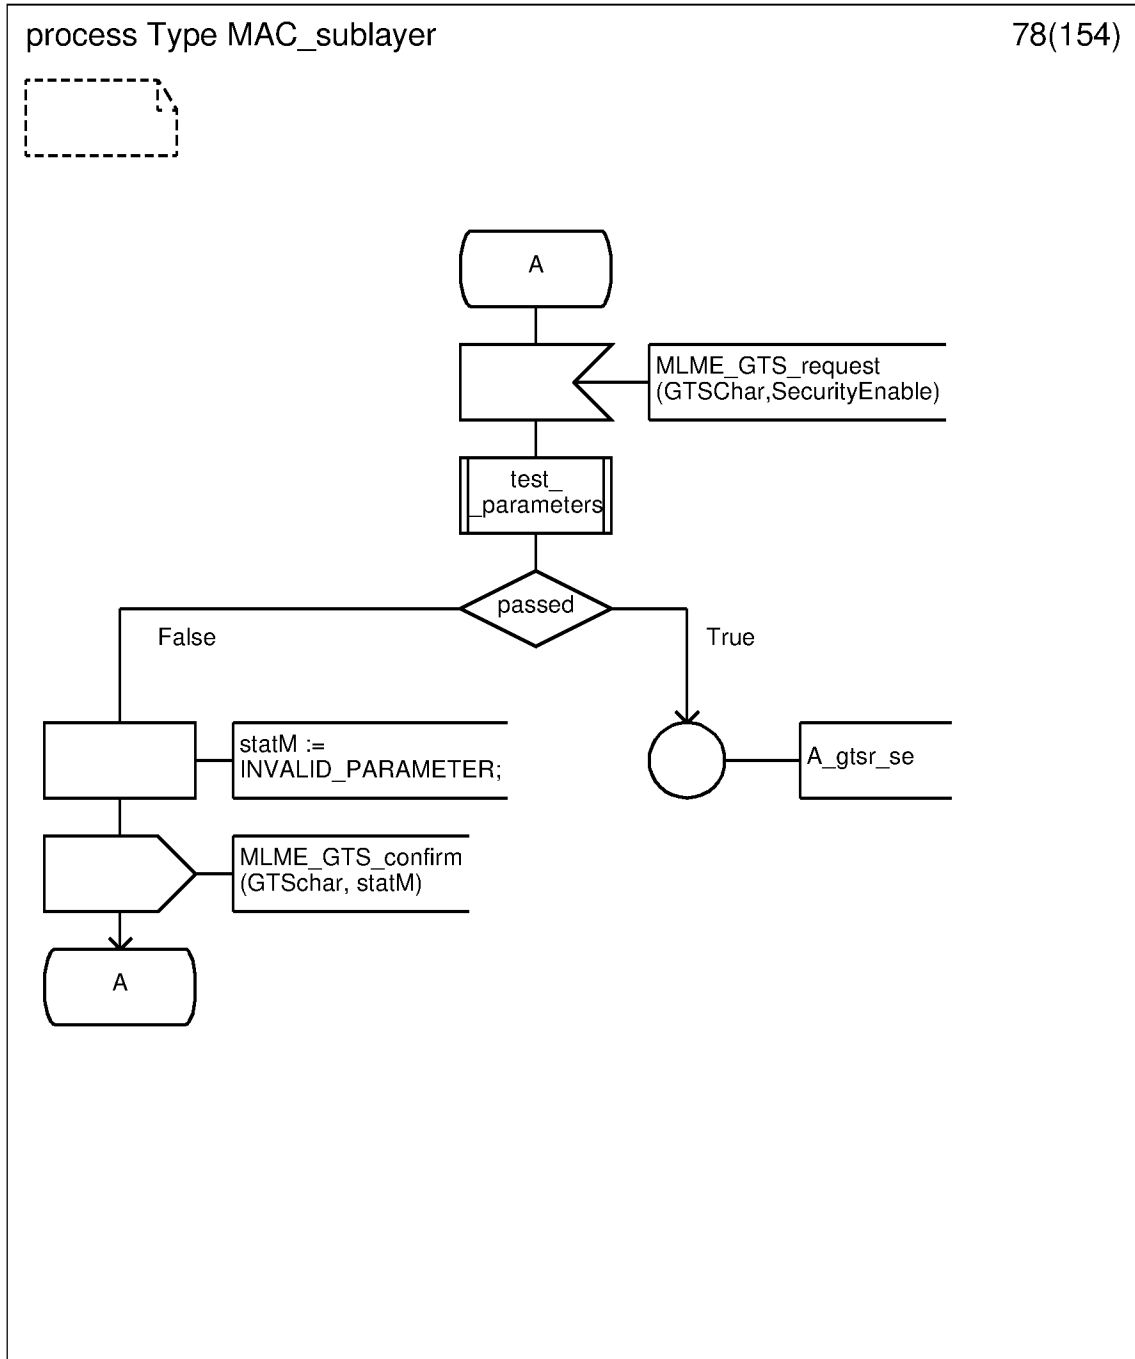 process Type MAC_sublayer
78(154)
A
MLME_GTS_request
(GTSChar,SecurityEnable)
test_
_parameters
passed
False
True
statM :=
INVALID_PARAMETER;
A_gtsr_se
MLME_GTS_confirm
(GTSchar, statM)
A